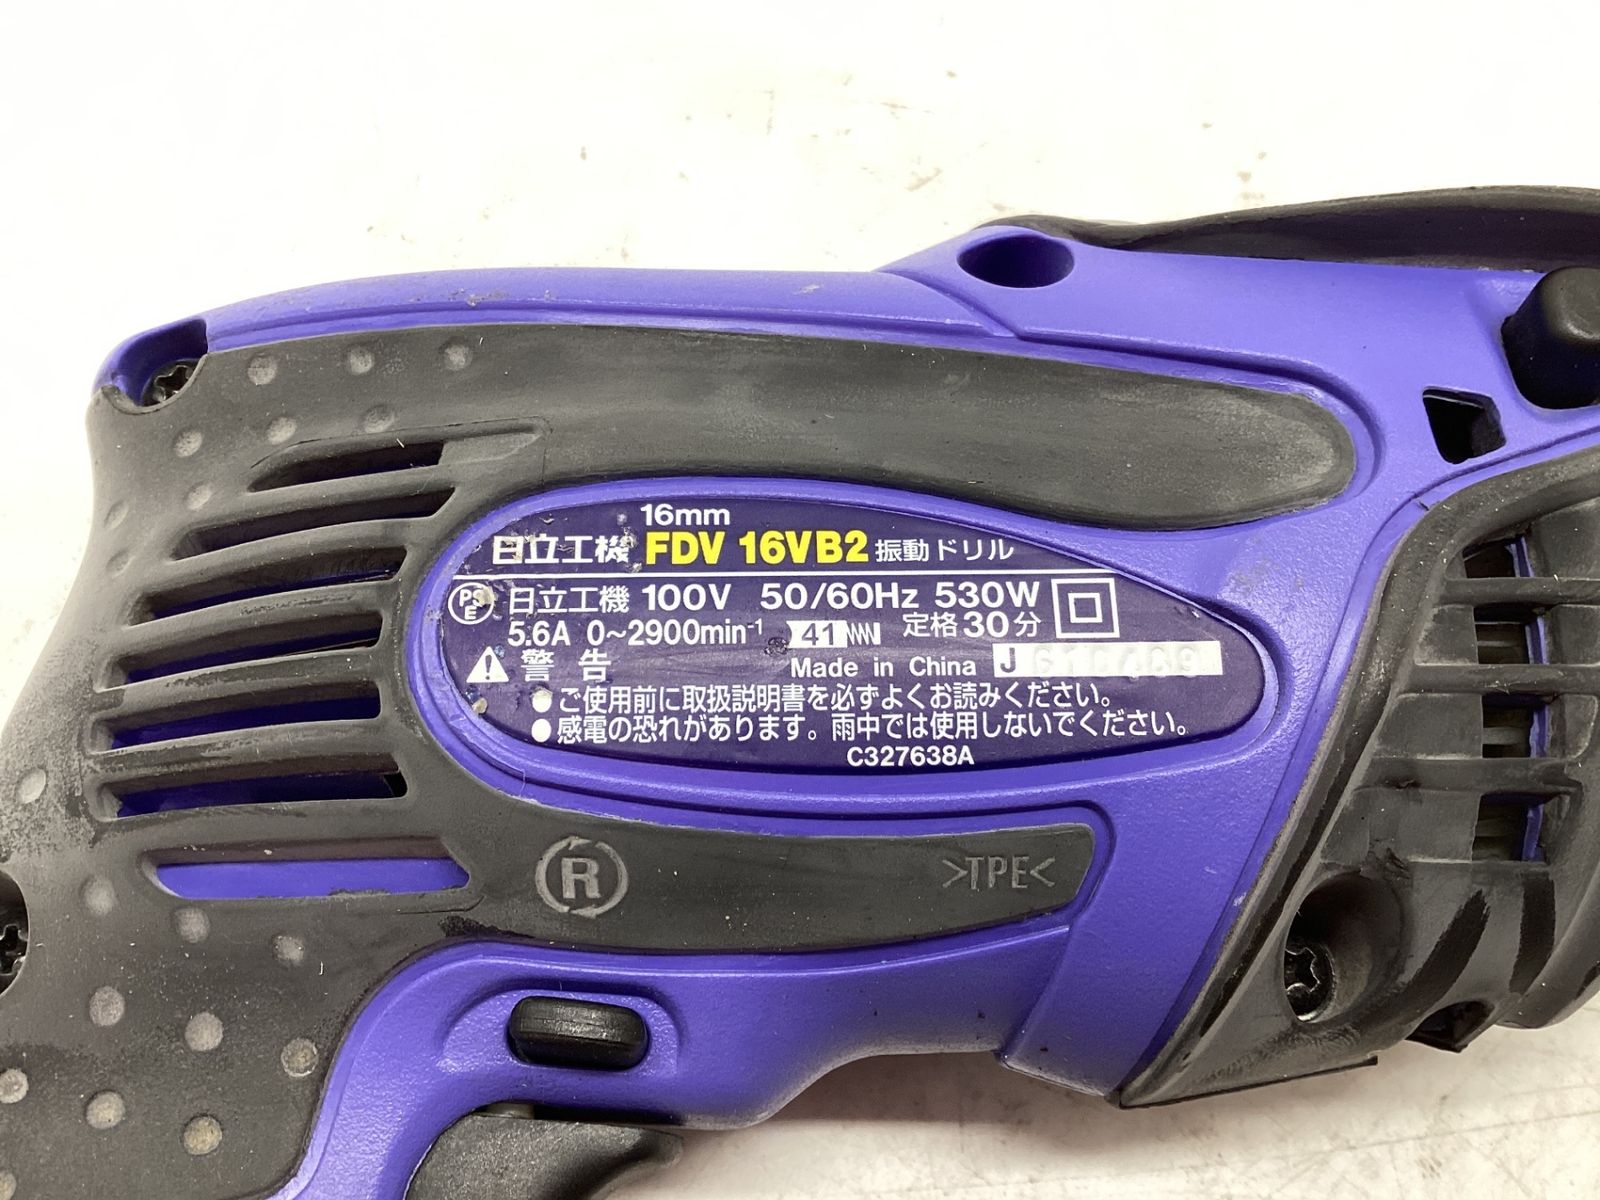 16mm
日立工機 FDV 16VB2 振動ドリル
PS E 日立工機 100V 50/60Hz 530W
5.6A 0~2900min⁻¹ 41 定格30分
警告 Made in China J
●ご使用前に取扱説明書を必ずよくお読みください。
●感電の恐れがあります。雨中では使用しないでください。
C327638A
R >TPE<